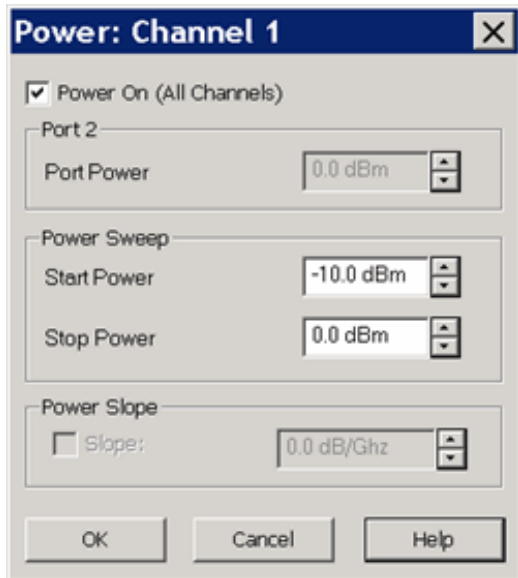 Power: Channel 1
Power On (All Channels)
Port 2
Port Power 0.0 dBm
Power Sweep
Start Power -10.0 dBm
Stop Power 0.0 dBm
Power Slope
Slope: 0.0 dB/Ghz
OK Cancel Help